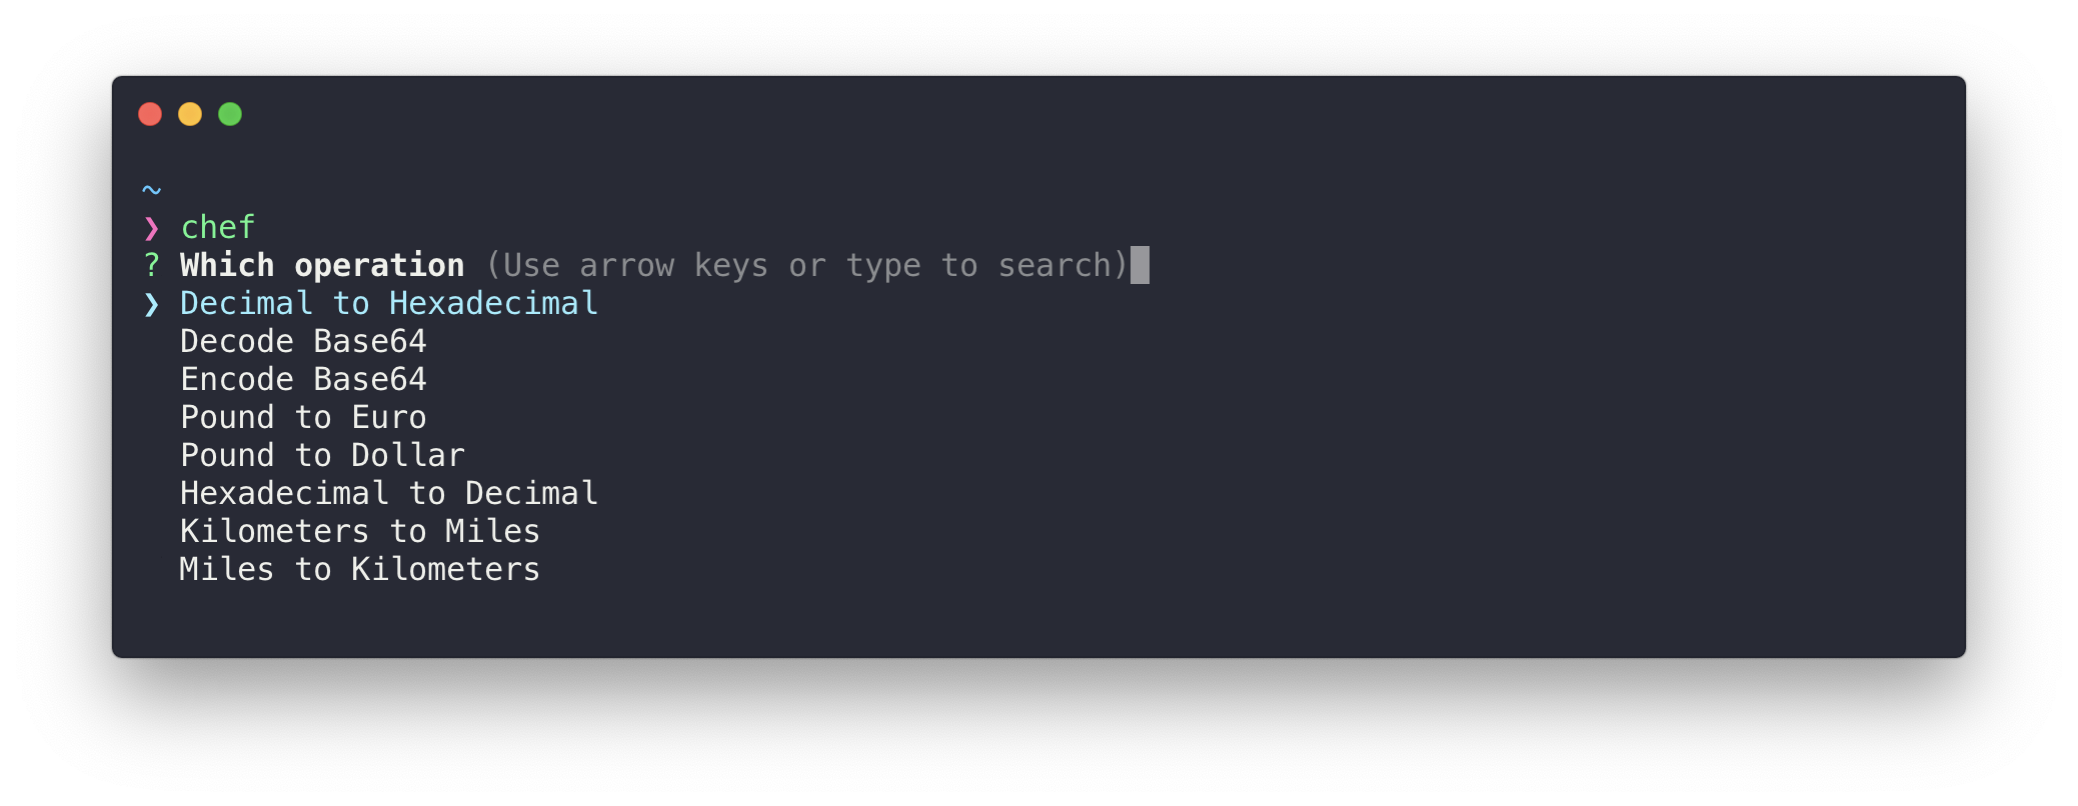 ~
❯ chef
? Which operation (Use arrow keys or type to search)
❯ Decimal to Hexadecimal
Decode Base64
Encode Base64
Pound to Euro
Pound to Dollar
Hexadecimal to Decimal
Kilometers to Miles
Miles to Kilometers